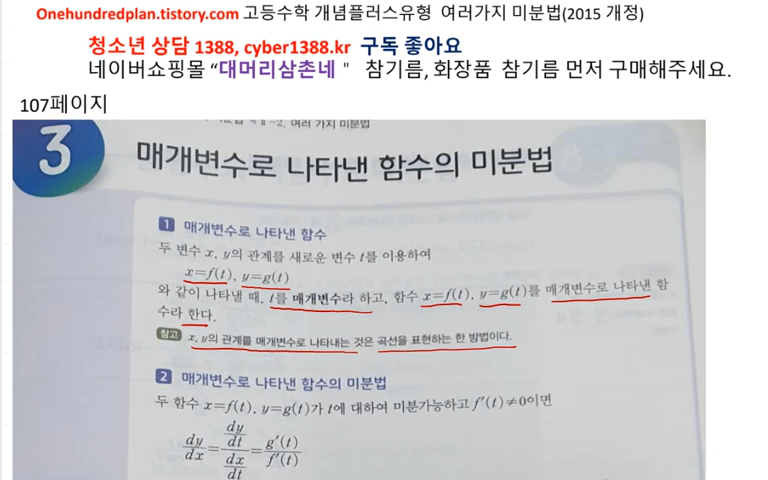 Onehundredplan.tistory.com 고등수학 개념플러스유형 여러가지 미분법(2015 개정)
청소년 상담 1388, cyber1388.kr 구독 좋아요
네이버쇼핑몰 “대머리삼촌네 " 참기름, 화장품 참기름 먼저 구매해주세요.
107페이지
Ⅱ-2. 여러 가지 미분법
3 매개변수로 나타낸 함수의 미분법
1 매개변수로 나타낸 함수
두 변수 x, y의 관계를 새로운 변수 t를 이용하여
x=f(t), y=g(t)
와 같이 나타낼 때, t를 매개변수라 하고, 함수 x=f(t), y=g(t)를 매개변수로 나타낸 함
수라 한다.
참고 x, y의 관계를 매개변수로 나타내는 것은 곡선을 표현하는 한 방법이다.
2 매개변수로 나타낸 함수의 미분법
두 함수 x=f(t), y=g(t)가 t에 대하여 미분가능하고 f′(t)≠0이면
dy/dx = (dy/dt)/(dx/dt) = g′(t)/f′(t)